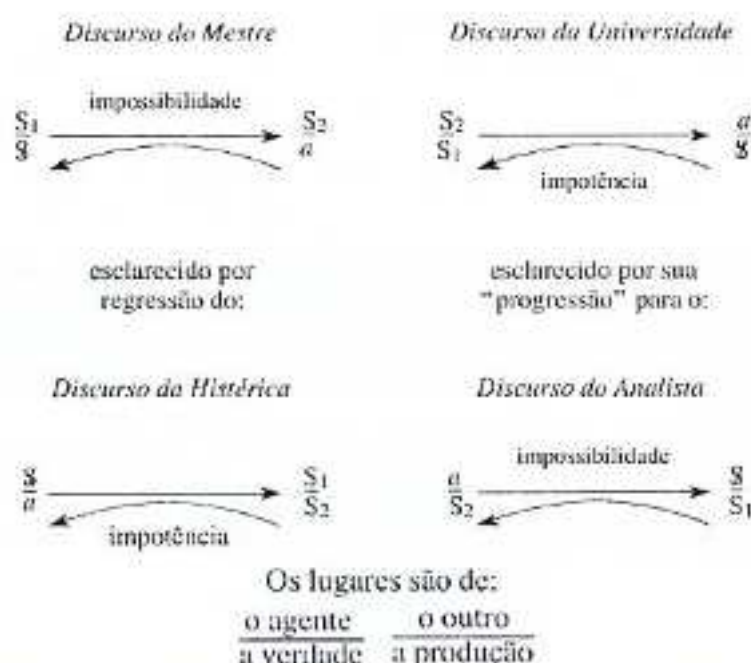 Discurso do Mestre
impossibilidade
S1 S2
$ a
esclarecido por
regressão do:
Discurso da Universidade
S2 a
S1 $
impotência
esclarecido por sua
"progressão" para o:
Discurso da Histérica
$ S1
a S2
impotência
Discurso do Analista
impossibilidade
a $
S2 S1
Os lugares são de:
o agente o outro
a verdade a produção